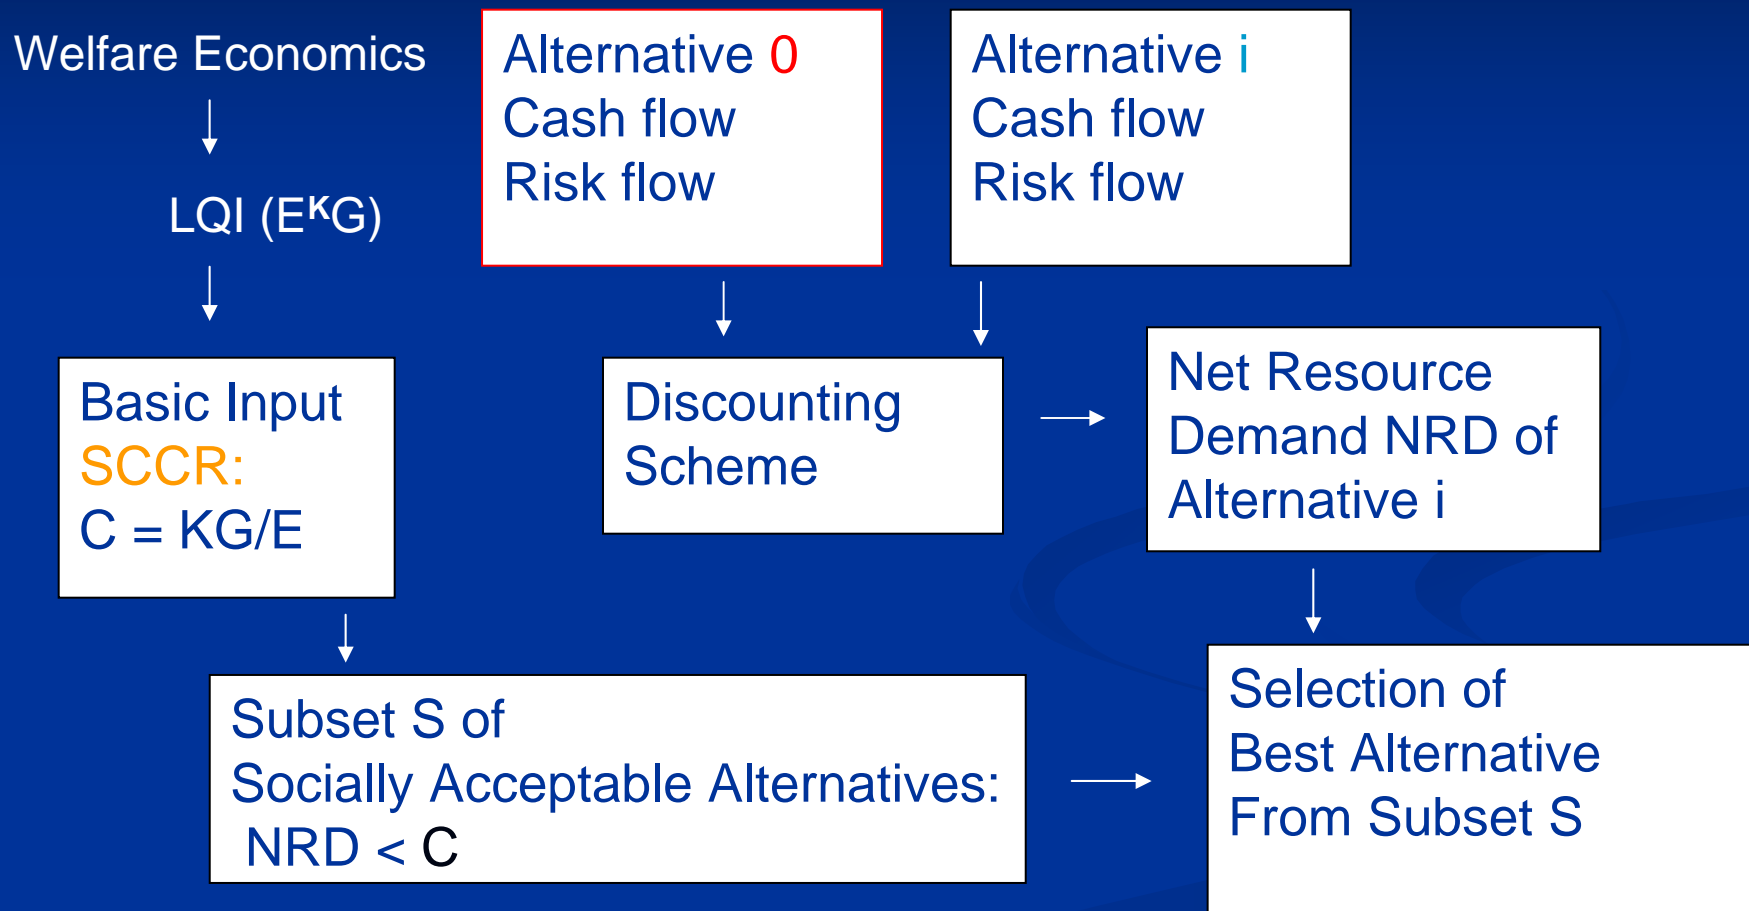 Welfare Economics
LQI (EᴷG)
Alternative 0
Cash flow
Risk flow
Alternative i
Cash flow
Risk flow
Basic Input
SCCR:
C = KG/E
Discounting
Scheme
Net Resource
Demand NRD of
Alternative i
Subset S of
Socially Acceptable Alternatives:
NRD < C
Selection of
Best Alternative
From Subset S